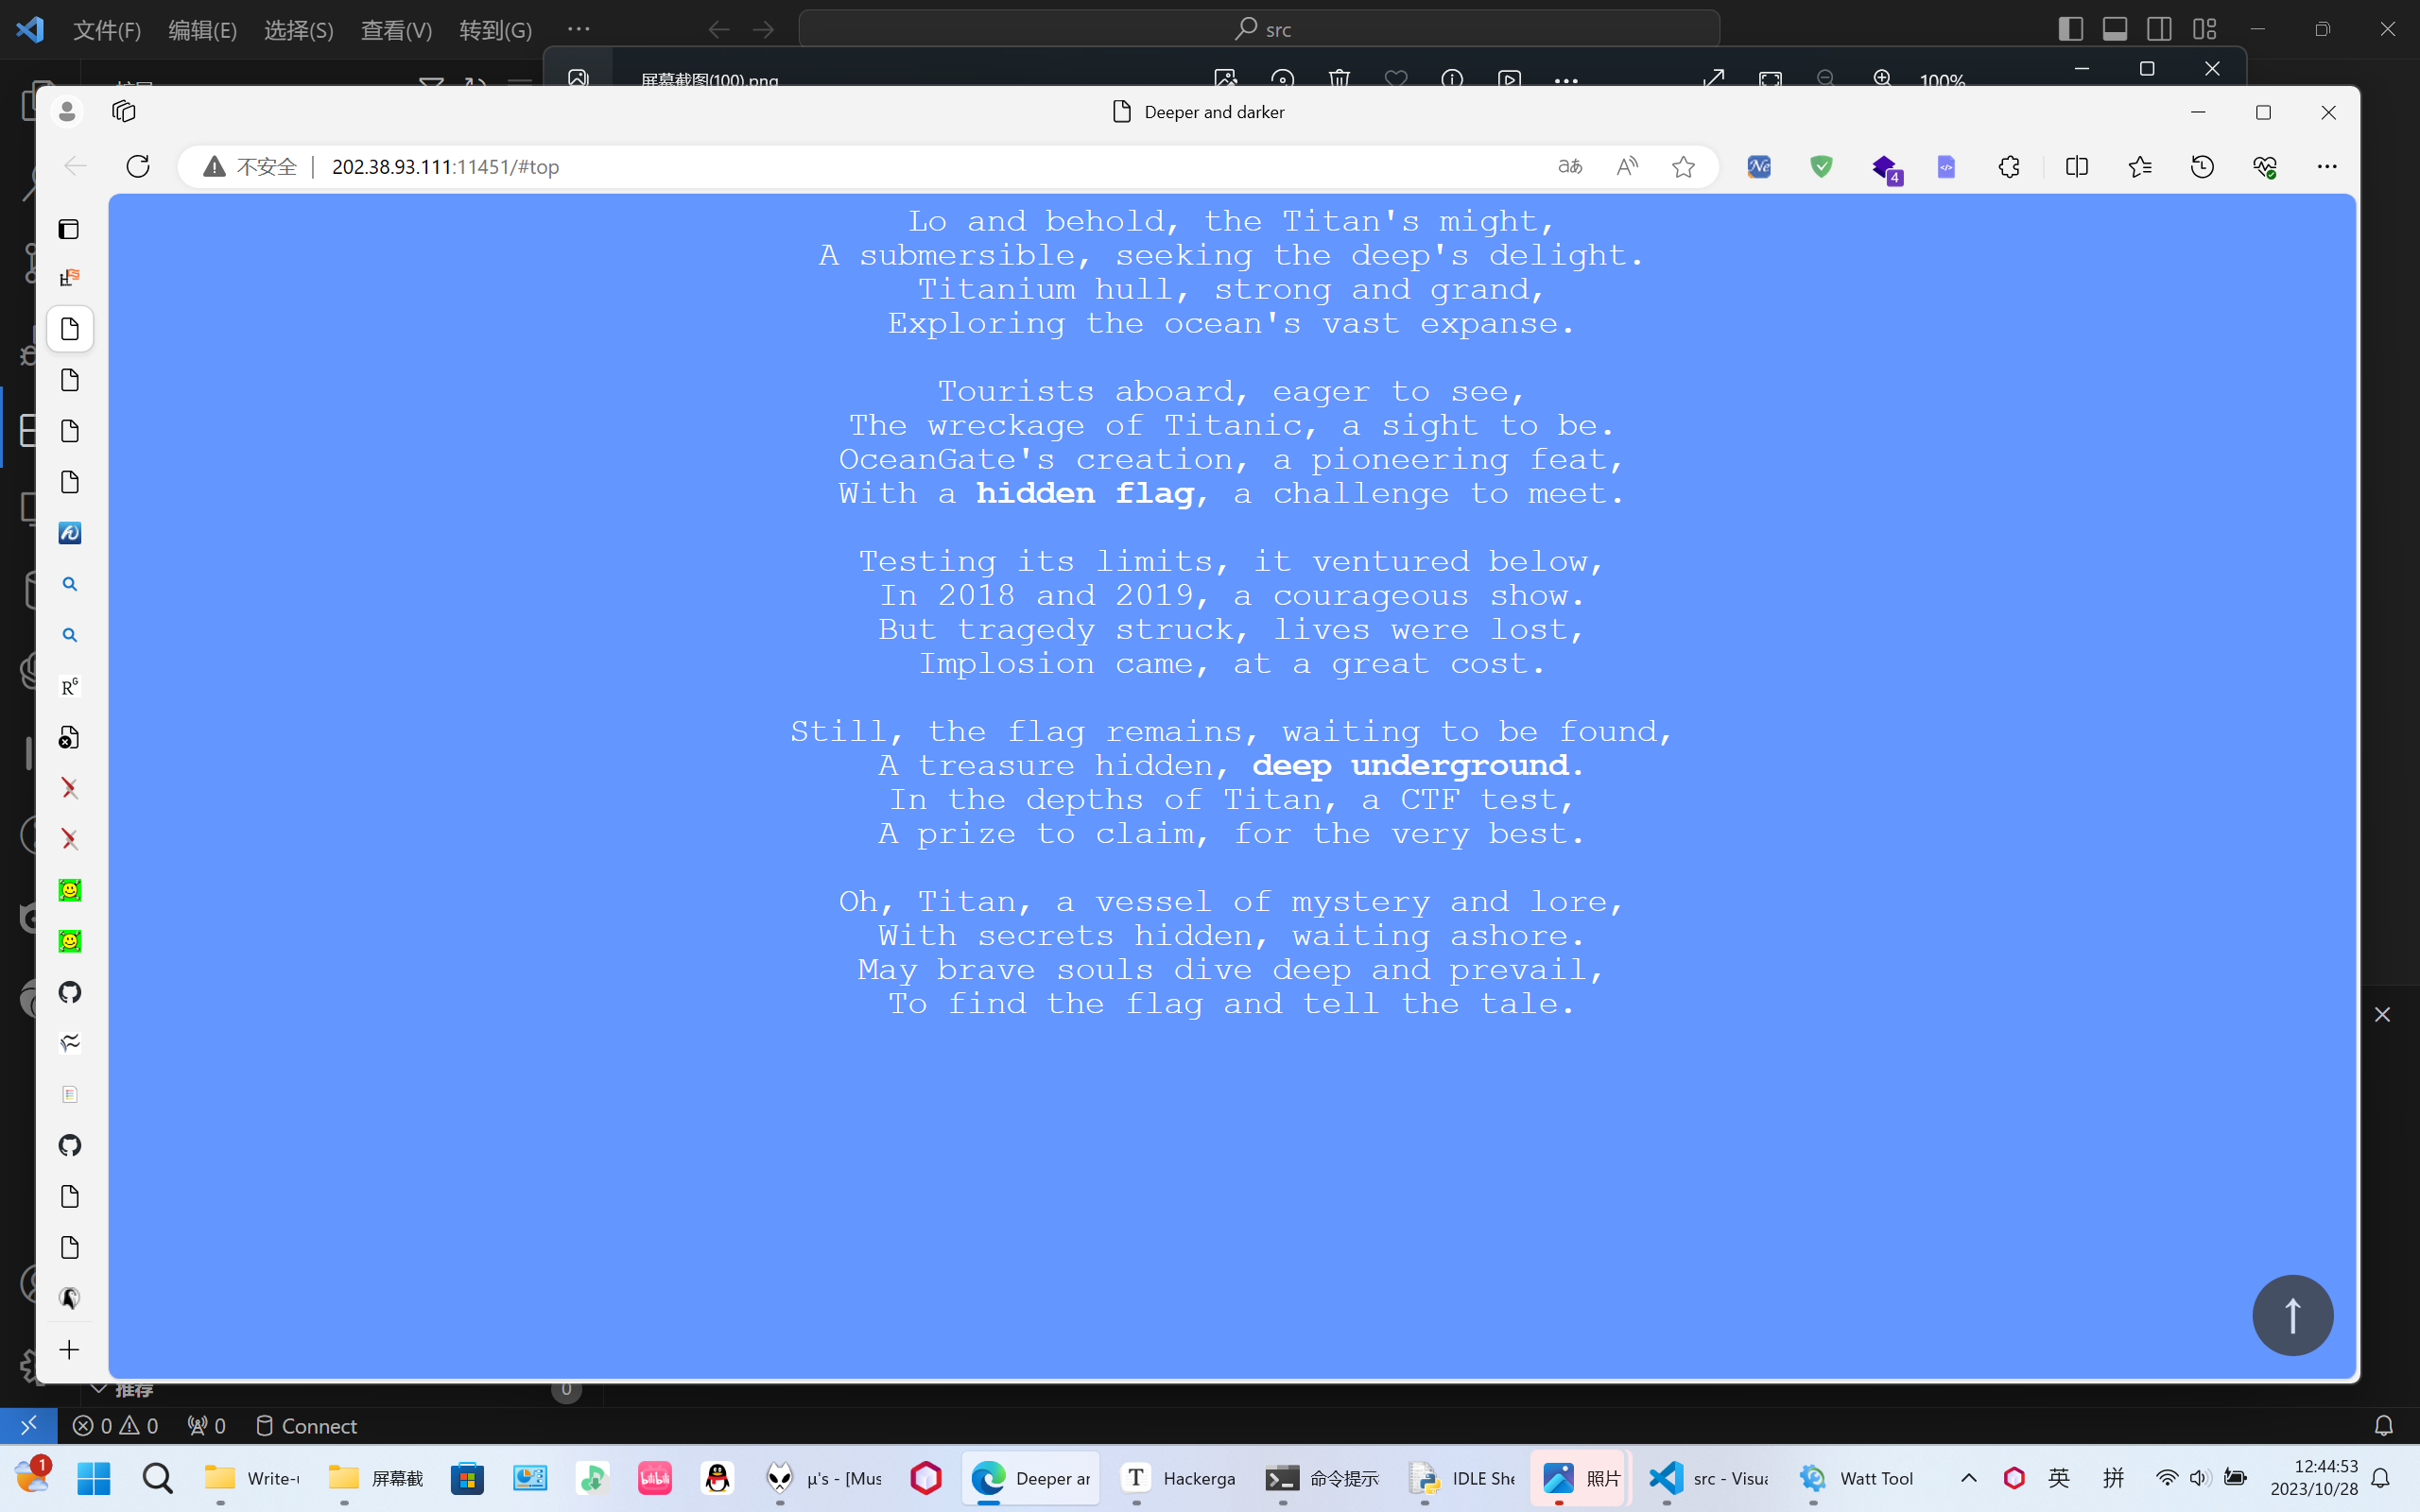 文件(F) 编辑(E) 选择(S) 查看(V) 转到(G) ··· src
屏幕截图(100).png 100%
Deeper and darker
不安全 202.38.93.111:11451/#top
4
Lo and behold, the Titan's might,
A submersible, seeking the deep's delight.
Titanium hull, strong and grand,
Exploring the ocean's vast expanse.
Tourists aboard, eager to see,
The wreckage of Titanic, a sight to be.
OceanGate's creation, a pioneering feat,
With a hidden flag, a challenge to meet.
Testing its limits, it ventured below,
In 2018 and 2019, a courageous show.
But tragedy struck, lives were lost,
Implosion came, at a great cost.
Still, the flag remains, waiting to be found,
A treasure hidden, deep underground.
In the depths of Titan, a CTF test,
A prize to claim, for the very best.
Oh, Titan, a vessel of mystery and lore,
With secrets hidden, waiting ashore.
May brave souls dive deep and prevail,
To find the flag and tell the tale.
推荐 0
0 0 0 Connect
1 Write-u 屏幕截 bilibili μ's - [Mus Deeper ar Hackerga 命令提示 IDLE She 照片 src - Visua Watt Tool 英 拼 12:44:53
2023/10/28